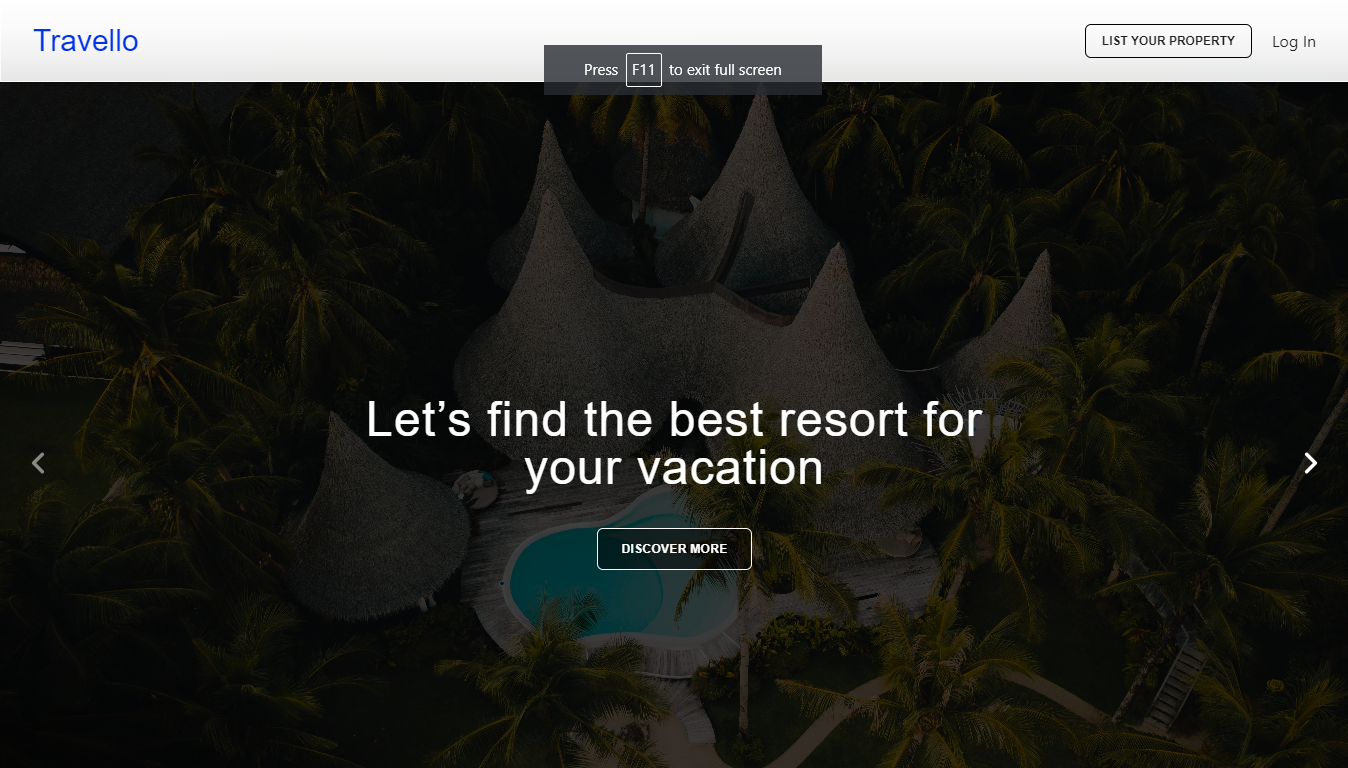 Travello
LIST YOUR PROPERTY
Log In
Press F11 to exit full screen
Let’s find the best resort for
your vacation
DISCOVER MORE